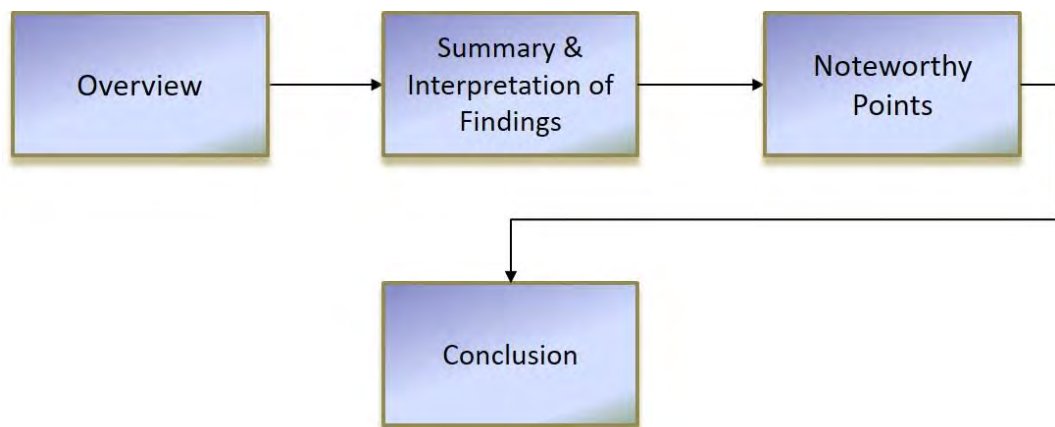 Overview
Summary &
Interpretation of
Findings
Noteworthy
Points
Conclusion